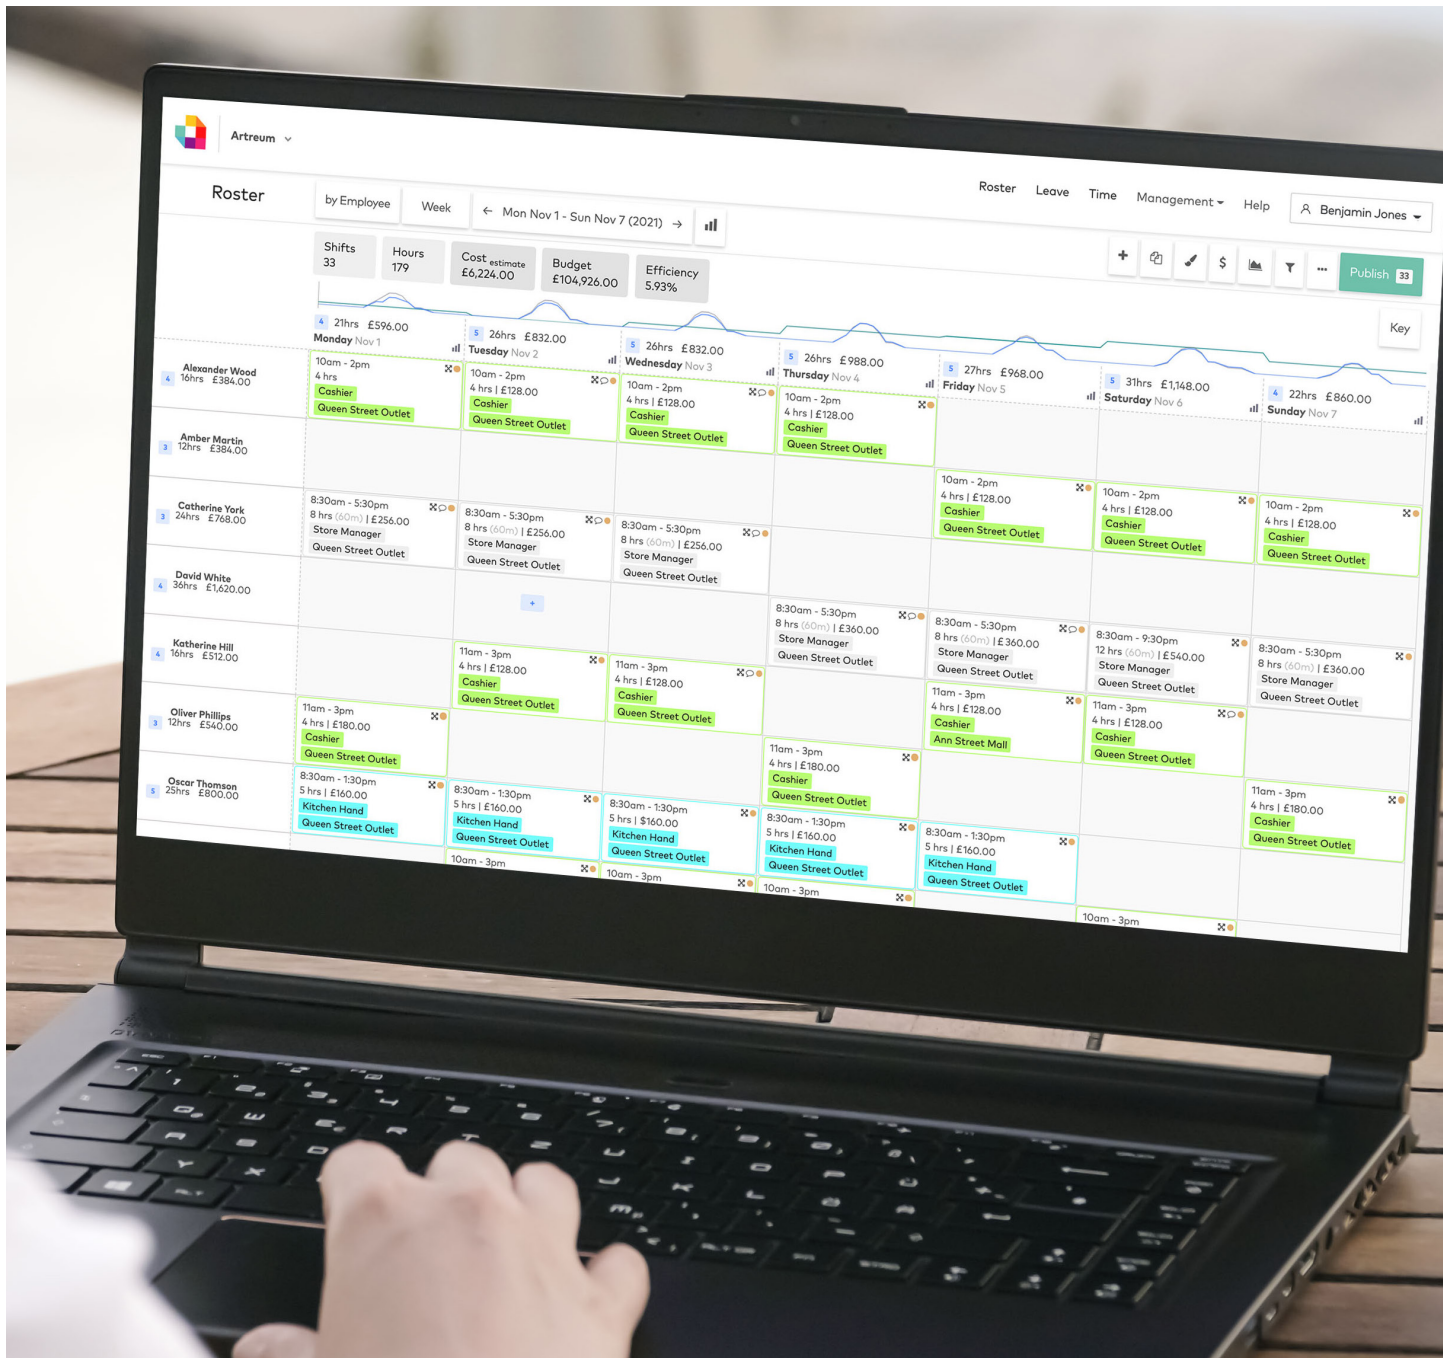 Artreum
Roster Leave Time Management Help Benjamin Jones
Roster by Employee Week ← Mon Nov 1 - Sun Nov 7 (2021) →
+ $ ... Publish 33
Shifts 33
Hours 179
Cost estimate £6,224.00
Budget £104,926.00
Efficiency 5.93%
Key
4 21hrs £596.00
Monday Nov 1
5 26hrs £832.00
Tuesday Nov 2
5 26hrs £832.00
Wednesday Nov 3
5 26hrs £988.00
Thursday Nov 4
5 27hrs £968.00
Friday Nov 5
5 31hrs £1,148.00
Saturday Nov 6
4 22hrs £860.00
Sunday Nov 7
Alexander Wood
4 16hrs £384.00
10am - 2pm
4 hrs
Cashier
Queen Street Outlet
10am - 2pm
4 hrs | £128.00
Cashier
Queen Street Outlet
10am - 2pm
4 hrs | £128.00
Cashier
Queen Street Outlet
10am - 2pm
4 hrs | £128.00
Cashier
Queen Street Outlet
Amber Martin
3 12hrs £384.00
10am - 2pm
4 hrs | £128.00
Cashier
Queen Street Outlet
10am - 2pm
4 hrs | £128.00
Cashier
Queen Street Outlet
10am - 2pm
4 hrs | £128.00
Cashier
Queen Street Outlet
Catherine York
3 24hrs £768.00
8:30am - 5:30pm
8 hrs (60m) | £256.00
Store Manager
Queen Street Outlet
8:30am - 5:30pm
8 hrs (60m) | £256.00
Store Manager
Queen Street Outlet
8:30am - 5:30pm
8 hrs (60m) | £256.00
Store Manager
Queen Street Outlet
David White
4 36hrs £1,620.00
+
8:30am - 5:30pm
8 hrs (60m) | £360.00
Store Manager
Queen Street Outlet
8:30am - 5:30pm
8 hrs (60m) | £360.00
Store Manager
Queen Street Outlet
8:30am - 9:30pm
12 hrs (60m) | £540.00
Store Manager
Queen Street Outlet
8:30am - 5:30pm
8 hrs (60m) | £360.00
Store Manager
Queen Street Outlet
Katherine Hill
4 16hrs £512.00
11am - 3pm
4 hrs | £128.00
Cashier
Queen Street Outlet
11am - 3pm
4 hrs | £128.00
Cashier
Queen Street Outlet
11am - 3pm
4 hrs | £128.00
Cashier
Ann Street Mall
11am - 3pm
4 hrs | £128.00
Cashier
Queen Street Outlet
Oliver Phillips
3 12hrs £540.00
11am - 3pm
4 hrs | £180.00
Cashier
Queen Street Outlet
11am - 3pm
4 hrs | £180.00
Cashier
Queen Street Outlet
11am - 3pm
4 hrs | £180.00
Cashier
Queen Street Outlet
Oscar Thomson
5 25hrs £800.00
8:30am - 1:30pm
5 hrs | £160.00
Kitchen Hand
Queen Street Outlet
8:30am - 1:30pm
5 hrs | £160.00
Kitchen Hand
Queen Street Outlet
8:30am - 1:30pm
5 hrs | $160.00
Kitchen Hand
Queen Street Outlet
8:30am - 1:30pm
5 hrs | £160.00
Kitchen Hand
Queen Street Outlet
8:30am - 1:30pm
5 hrs | £160.00
Kitchen Hand
Queen Street Outlet
10am - 3pm
10am - 3pm
10am - 3pm
10am - 3pm